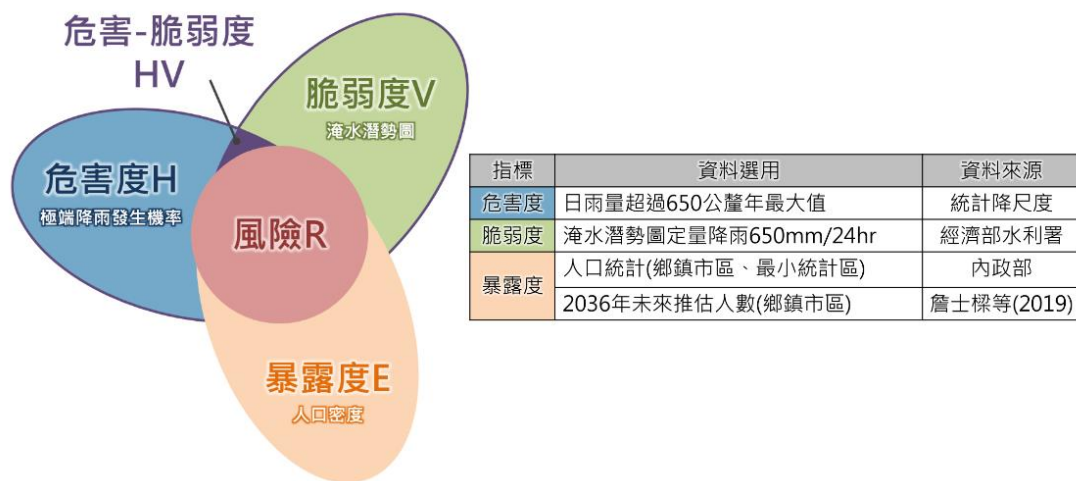 危害-脆弱度
HV
脆弱度V
淹水潛勢圖
危害度H
極端降雨發生機率
風險R
暴露度E
人口密度
指標 資料選用 資料來源
危害度 日雨量超過650公釐年最大值 統計降尺度
脆弱度 淹水潛勢圖定量降雨650mm/24hr 經濟部水利署
暴露度 人口統計(鄉鎮市區、最小統計區) 內政部
2036年未來推估人數(鄉鎮市區) 詹士樑等(2019)